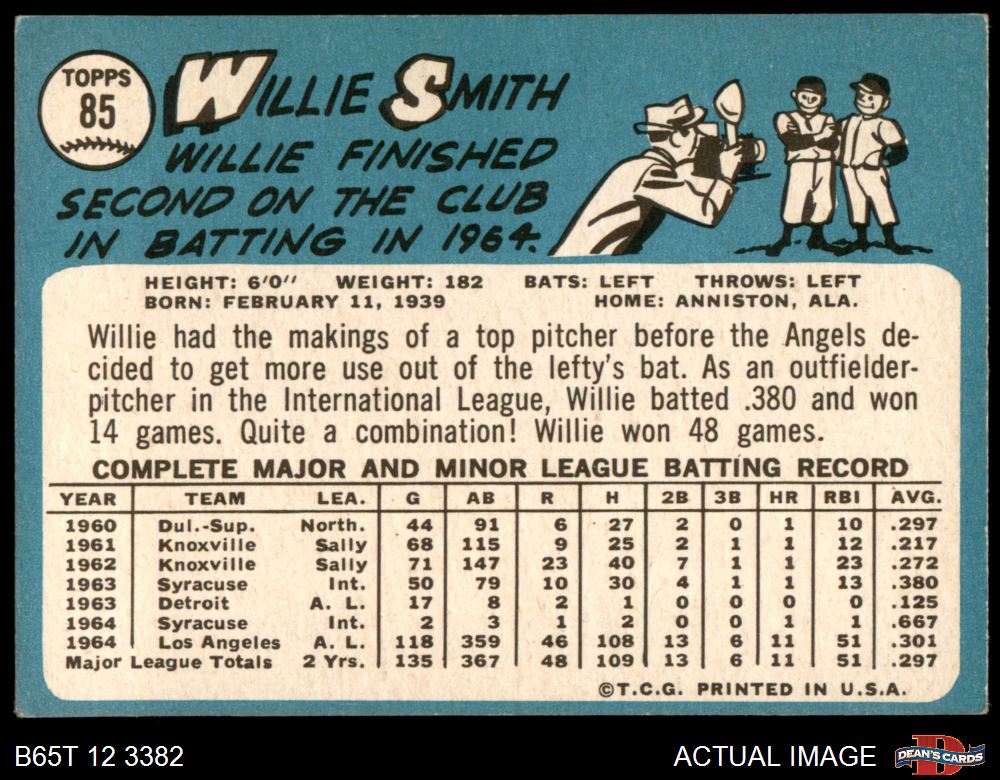 TOPPS
85
WILLIE SMITH
WILLIE FINISHED
SECOND ON THE CLUB
IN BATTING IN 1964.
HEIGHT: 6'0" WEIGHT: 182 BATS: LEFT THROWS: LEFT
BORN: FEBRUARY 11, 1939 HOME: ANNISTON, ALA.
Willie had the makings of a top pitcher before the Angels de-
cided to get more use out of the lefty's bat. As an outfielder-
pitcher in the International League, Willie batted .380 and won
14 games. Quite a combination! Willie won 48 games.
COMPLETE MAJOR AND MINOR LEAGUE BATTING RECORD
YEAR TEAM LEA. G AB R H 2B 3B HR RBI AVG.
1960 Dul.-Sup. North. 44 91 6 27 2 0 1 10 .297
1961 Knoxville Sally 68 115 9 25 2 1 1 12 .217
1962 Knoxville Sally 71 147 23 40 7 1 1 23 .272
1963 Syracuse Int. 50 79 10 30 4 1 1 13 .380
1963 Detroit A. L. 17 8 2 1 0 0 0 0 .125
1964 Syracuse Int. 2 3 1 2 0 0 1 1 .667
1964 Los Angeles A. L. 118 359 46 108 13 6 11 51 .301
Major League Totals 2 Yrs. 135 367 48 109 13 6 11 51 .297
©T.C.G. PRINTED IN U.S.A.
B65T 12 3382 ACTUAL IMAGE
D
DEAN'S CARDS